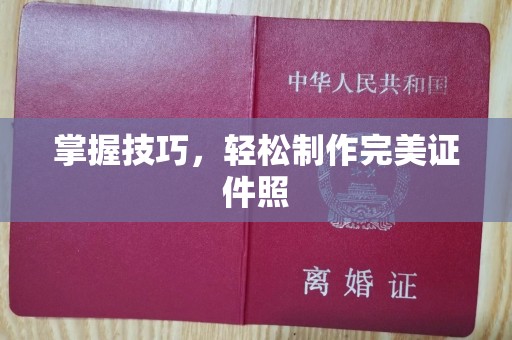 中华人民共和国
掌握技巧，轻松制作完美证
件照
离婚证